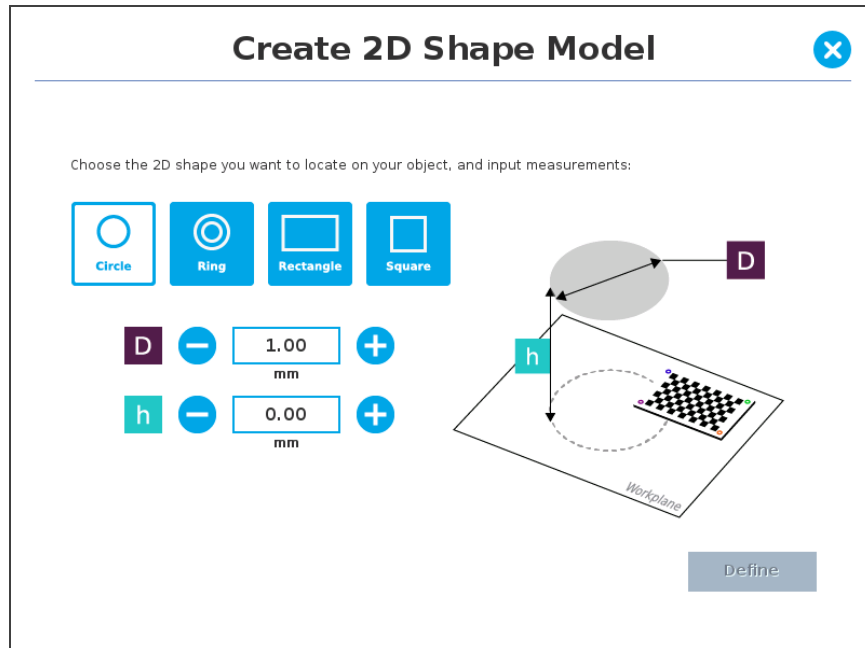 Create 2D Shape Model
Choose the 2D shape you want to locate on your object, and input measurements:
Circle
Ring
Rectangle
Square
D
D
1.00
mm
h
h
0.00
mm
Workplane
Define